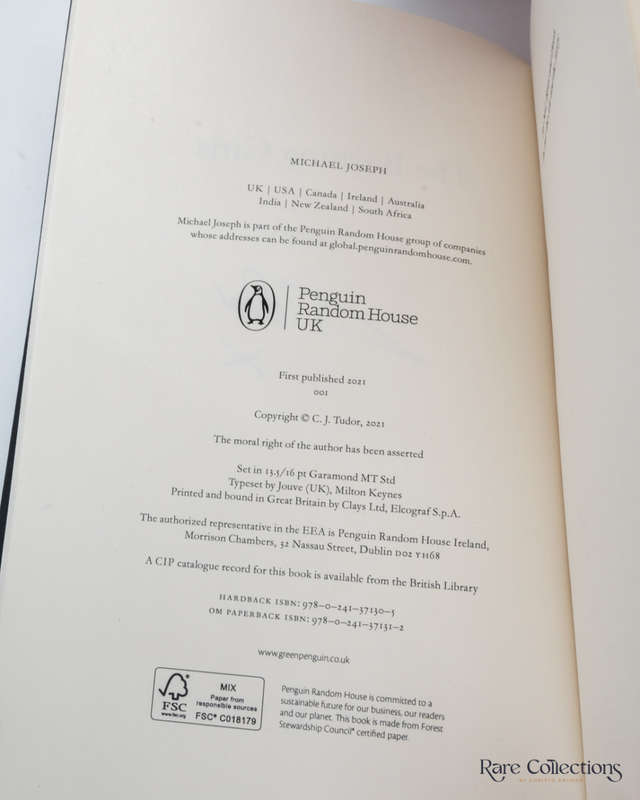 MICHAEL JOSEPH
UK | USA | Canada | Ireland | Australia
India | New Zealand | South Africa
Michael Joseph is part of the Penguin Random House group of companies
whose addresses can be found at global.penguinrandomhouse.com.
Penguin
Random House
UK
First published 2021
001
Copyright © C. J. Tudor, 2021
The moral right of the author has been asserted
Set in 13.5/16 pt Garamond MT Std
Typeset by Jouve (UK), Milton Keynes
Printed and bound in Great Britain by Clays Ltd, Elcograf S.p.A.
The authorized representative in the EEA is Penguin Random House Ireland,
Morrison Chambers, 32 Nassau Street, Dublin D02 YH68
A CIP catalogue record for this book is available from the British Library
HARDBACK ISBN: 978-0-241-37130-5
OM PAPERBACK ISBN: 978-0-241-37131-2
www.greenpenguin.co.uk
FSC
www.fsc.org
MIX
Paper from
responsible sources
FSC® C018179
Penguin Random House is committed to a
sustainable future for our business, our readers
and our planet. This book is made from Forest
Stewardship Council® certified paper.
Rare Collections